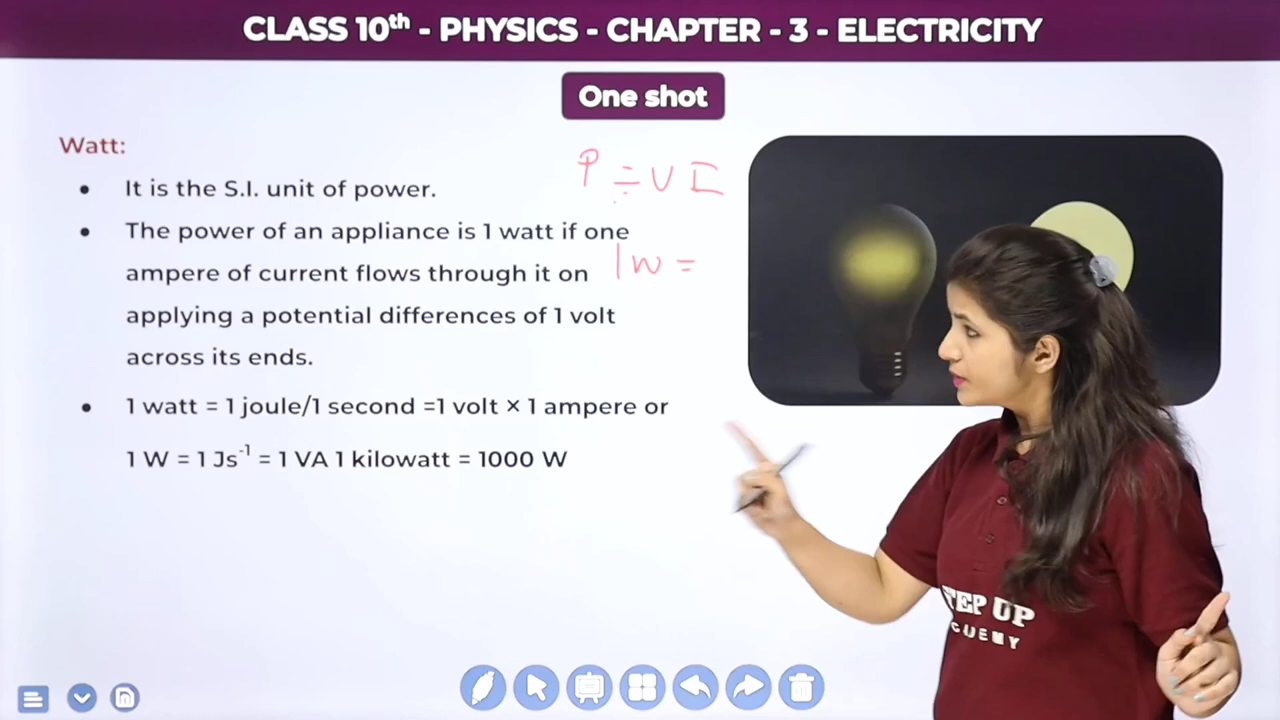 CLASS 10th - PHYSICS - CHAPTER - 3 - ELECTRICITY
One shot
Watt:
• It is the S.I. unit of power.
P = V I
• The power of an appliance is 1 watt if one
ampere of current flows through it on
1 W =
applying a potential differences of 1 volt
across its ends.
• 1 watt = 1 joule/1 second =1 volt × 1 ampere or
1 W = 1 Js⁻¹ = 1 VA 1 kilowatt = 1000 W
STEP UP
ACADEMY